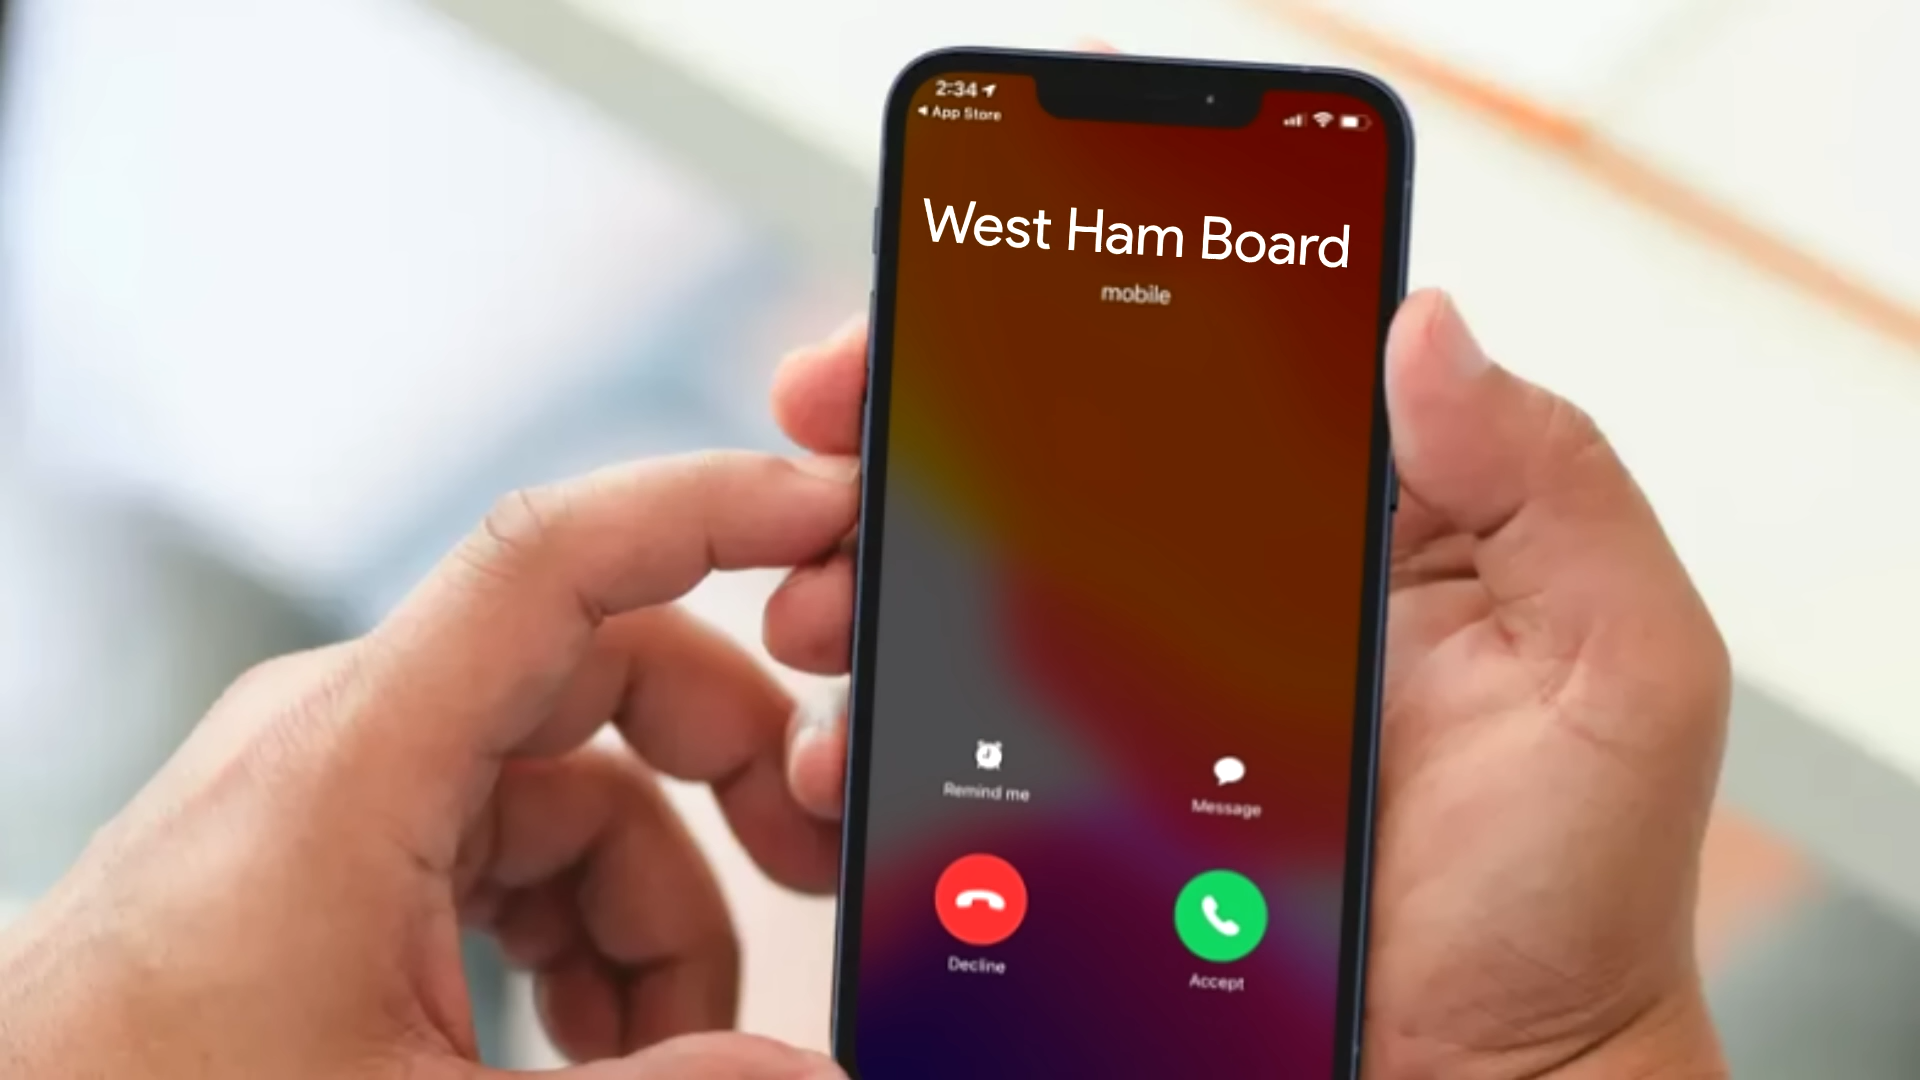 2:34
App Store
West Ham Board
mobile
Remind me
Message
Decline
Accept